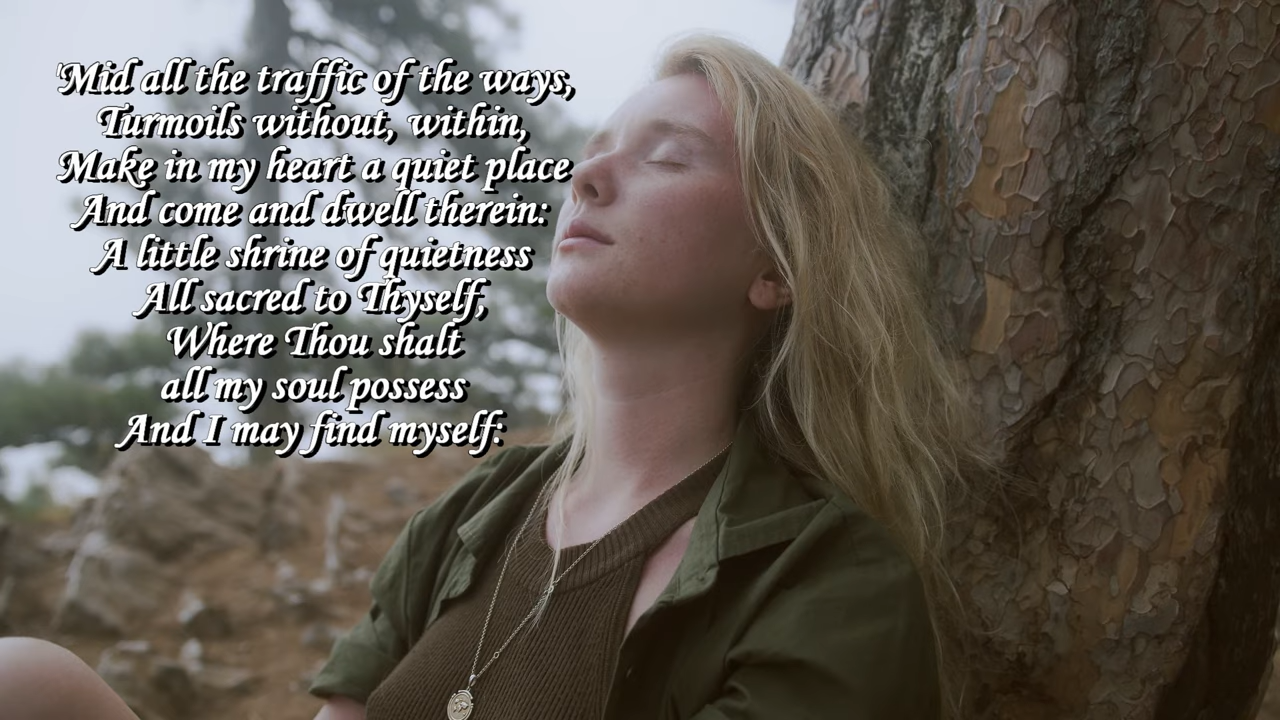 'Mid all the traffic of the ways,
Turmoils without, within,
Make in my heart a quiet place
And come and dwell therein:
A little shrine of quietness
All sacred to Thyself,
Where Thou shalt
all my soul possess
And I may find myself: